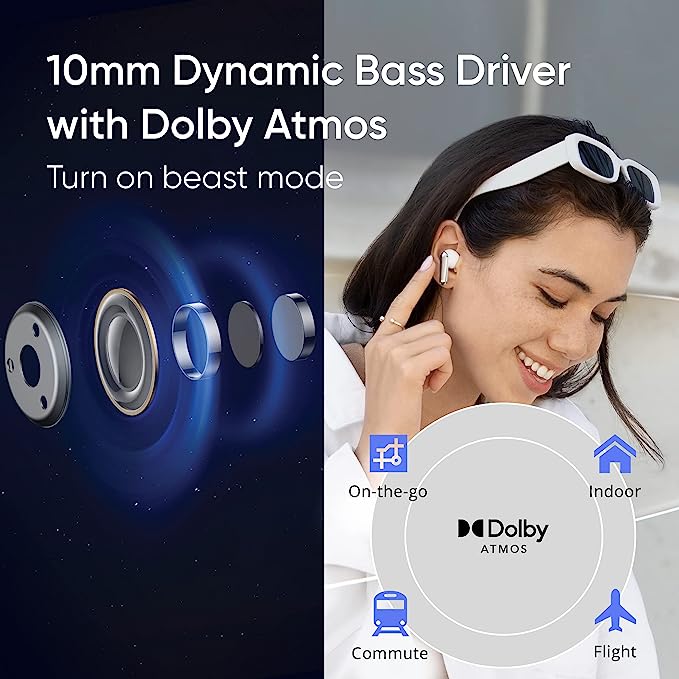 10mm Dynamic Bass Driver
with Dolby Atmos
Turn on beast mode
On-the-go
Indoor
Dolby
ATMOS
Commute
Flight